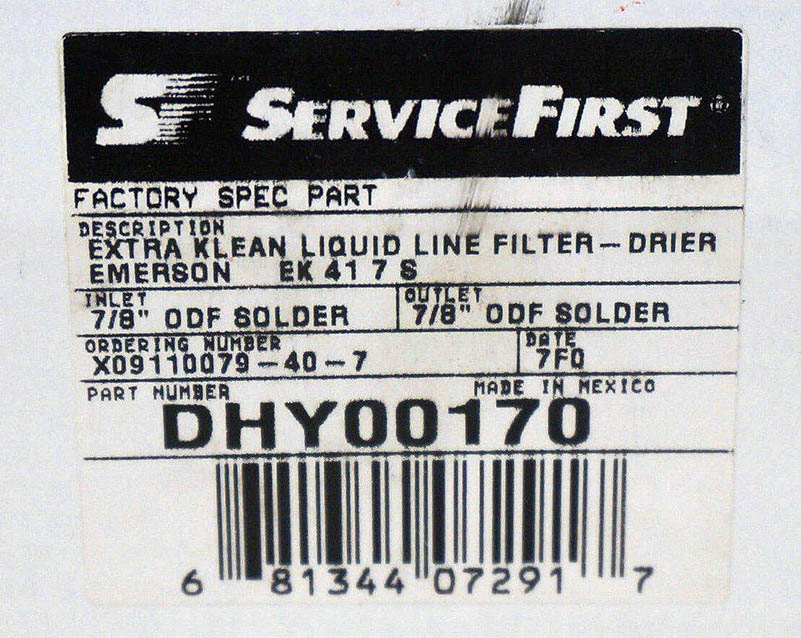 S SERVICEFIRST®
FACTORY SPEC PART
DESCRIPTION
EXTRA KLEAN LIQUID LINE FILTER-DRIER
EMERSON EK 41 7 S
INLET OUTLET
7/8" ODF SOLDER 7/8" ODF SOLDER
ORDERING NUMBER DATE
X09110079-40-7 7F0
PART NUMBER MADE IN MEXICO
DHY00170
6 81344 07291 7